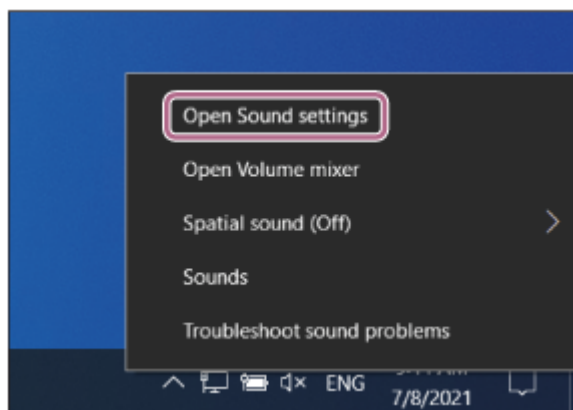 Open Sound settings
Open Volume mixer
Spatial sound (Off)
Sounds
Troubleshoot sound problems
ENG
7/8/2021